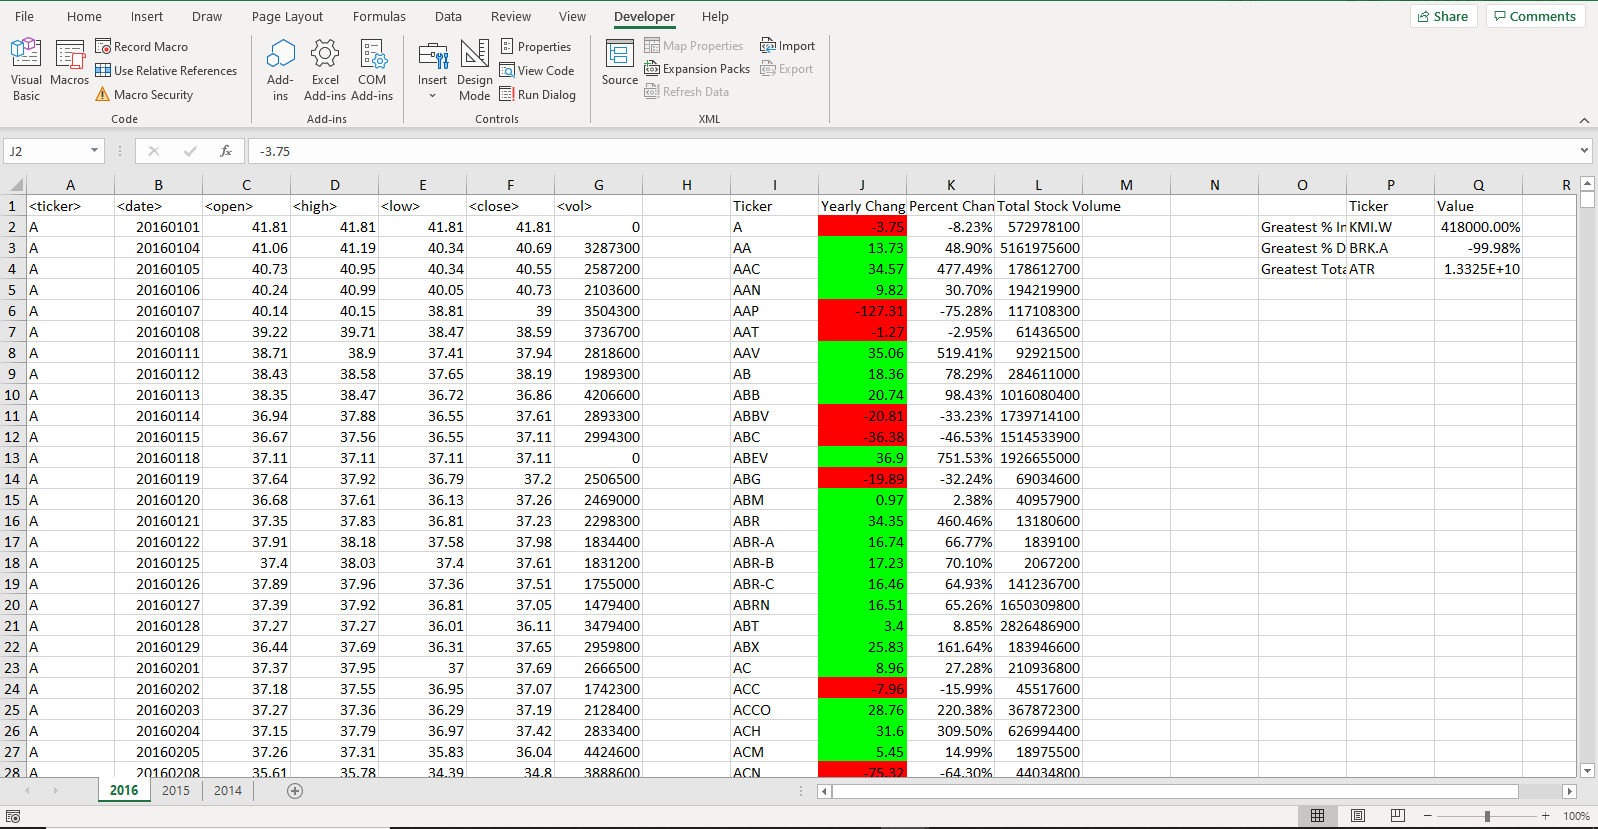 File Home Insert Draw Page Layout Formulas Data Review View Developer Help Share Comments
Visual Basic Macros Record Macro Use Relative References Macro Security Code
Add-ins Excel Add-ins COM Add-ins Add-ins
Insert Design Mode Properties View Code Run Dialog Controls
Source Map Properties Expansion Packs Refresh Data Import Export XML
J2 fx -3.75
A B C D E F G H I J K L M N O P Q R
1 <ticker> <date> <open> <high> <low> <close> <vol> Ticker Yearly Chang Percent Chan Total Stock Volume Ticker Value
2 A 20160101 41.81 41.81 41.81 41.81 0 A -3.75 -8.23% 572978100 Greatest % In KMI.W 418000.00%
3 A 20160104 41.06 41.19 40.34 40.69 3287300 AA 13.73 48.90% 5161975600 Greatest % D BRK.A -99.98%
4 A 20160105 40.73 40.95 40.34 40.55 2587200 AAC 34.57 477.49% 178612700 Greatest Tota ATR 1.3325E+10
5 A 20160106 40.24 40.99 40.05 40.73 2103600 AAN 9.82 30.70% 194219900
6 A 20160107 40.14 40.15 38.81 39 3504300 AAP -127.31 -75.28% 117108300
7 A 20160108 39.22 39.71 38.47 38.59 3736700 AAT -1.27 -2.95% 61436500
8 A 20160111 38.71 38.9 37.41 37.94 2818600 AAV 35.06 519.41% 92921500
9 A 20160112 38.43 38.58 37.65 38.19 1989300 AB 18.36 78.29% 284611000
10 A 20160113 38.35 38.47 36.72 36.86 4206600 ABB 20.74 98.43% 1016080400
11 A 20160114 36.94 37.88 36.55 37.61 2893300 ABBV -20.81 -33.23% 1739714100
12 A 20160115 36.67 37.56 36.55 37.11 2994300 ABC -36.38 -46.53% 1514533900
13 A 20160118 37.11 37.11 37.11 37.11 0 ABEV 36.9 751.53% 1926655000
14 A 20160119 37.64 37.92 36.79 37.2 2506500 ABG -19.89 -32.24% 69034600
15 A 20160120 36.68 37.61 36.13 37.26 2469000 ABM 0.97 2.38% 40957900
16 A 20160121 37.35 37.83 36.81 37.23 2298300 ABR 34.35 460.46% 13180600
17 A 20160122 37.91 38.18 37.58 37.98 1834400 ABR-A 16.74 66.77% 1839100
18 A 20160125 37.4 38.03 37.4 37.61 1831200 ABR-B 17.23 70.10% 2067200
19 A 20160126 37.89 37.96 37.36 37.51 1755000 ABR-C 16.46 64.93% 141236700
20 A 20160127 37.39 37.92 36.81 37.05 1479400 ABRN 16.51 65.26% 1650309800
21 A 20160128 37.27 37.27 36.01 36.11 3479400 ABT 3.4 8.85% 2826486900
22 A 20160129 36.44 37.69 36.31 37.65 2959800 ABX 25.83 161.64% 183946600
23 A 20160201 37.37 37.95 37 37.69 2666500 AC 8.96 27.28% 210936800
24 A 20160202 37.18 37.55 36.95 37.07 1742300 ACC -7.96 -15.99% 45517600
25 A 20160203 37.27 37.36 36.29 37.19 2128400 ACCO 28.76 220.38% 367872300
26 A 20160204 37.15 37.79 36.97 37.42 2833400 ACH 31.6 309.50% 626994400
27 A 20160205 37.26 37.31 35.83 36.04 4424600 ACM 5.45 14.99% 18975500
28 A 20160208 35.61 35.78 34.39 34.8 3888600 ACN -75.32 -64.30% 44034800
2016 2015 2014
100%